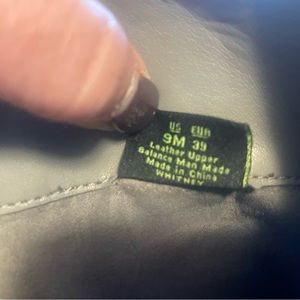 US EUR
9M 39
Leather Upper
Balance Man Made
Made in China
WHITNEY